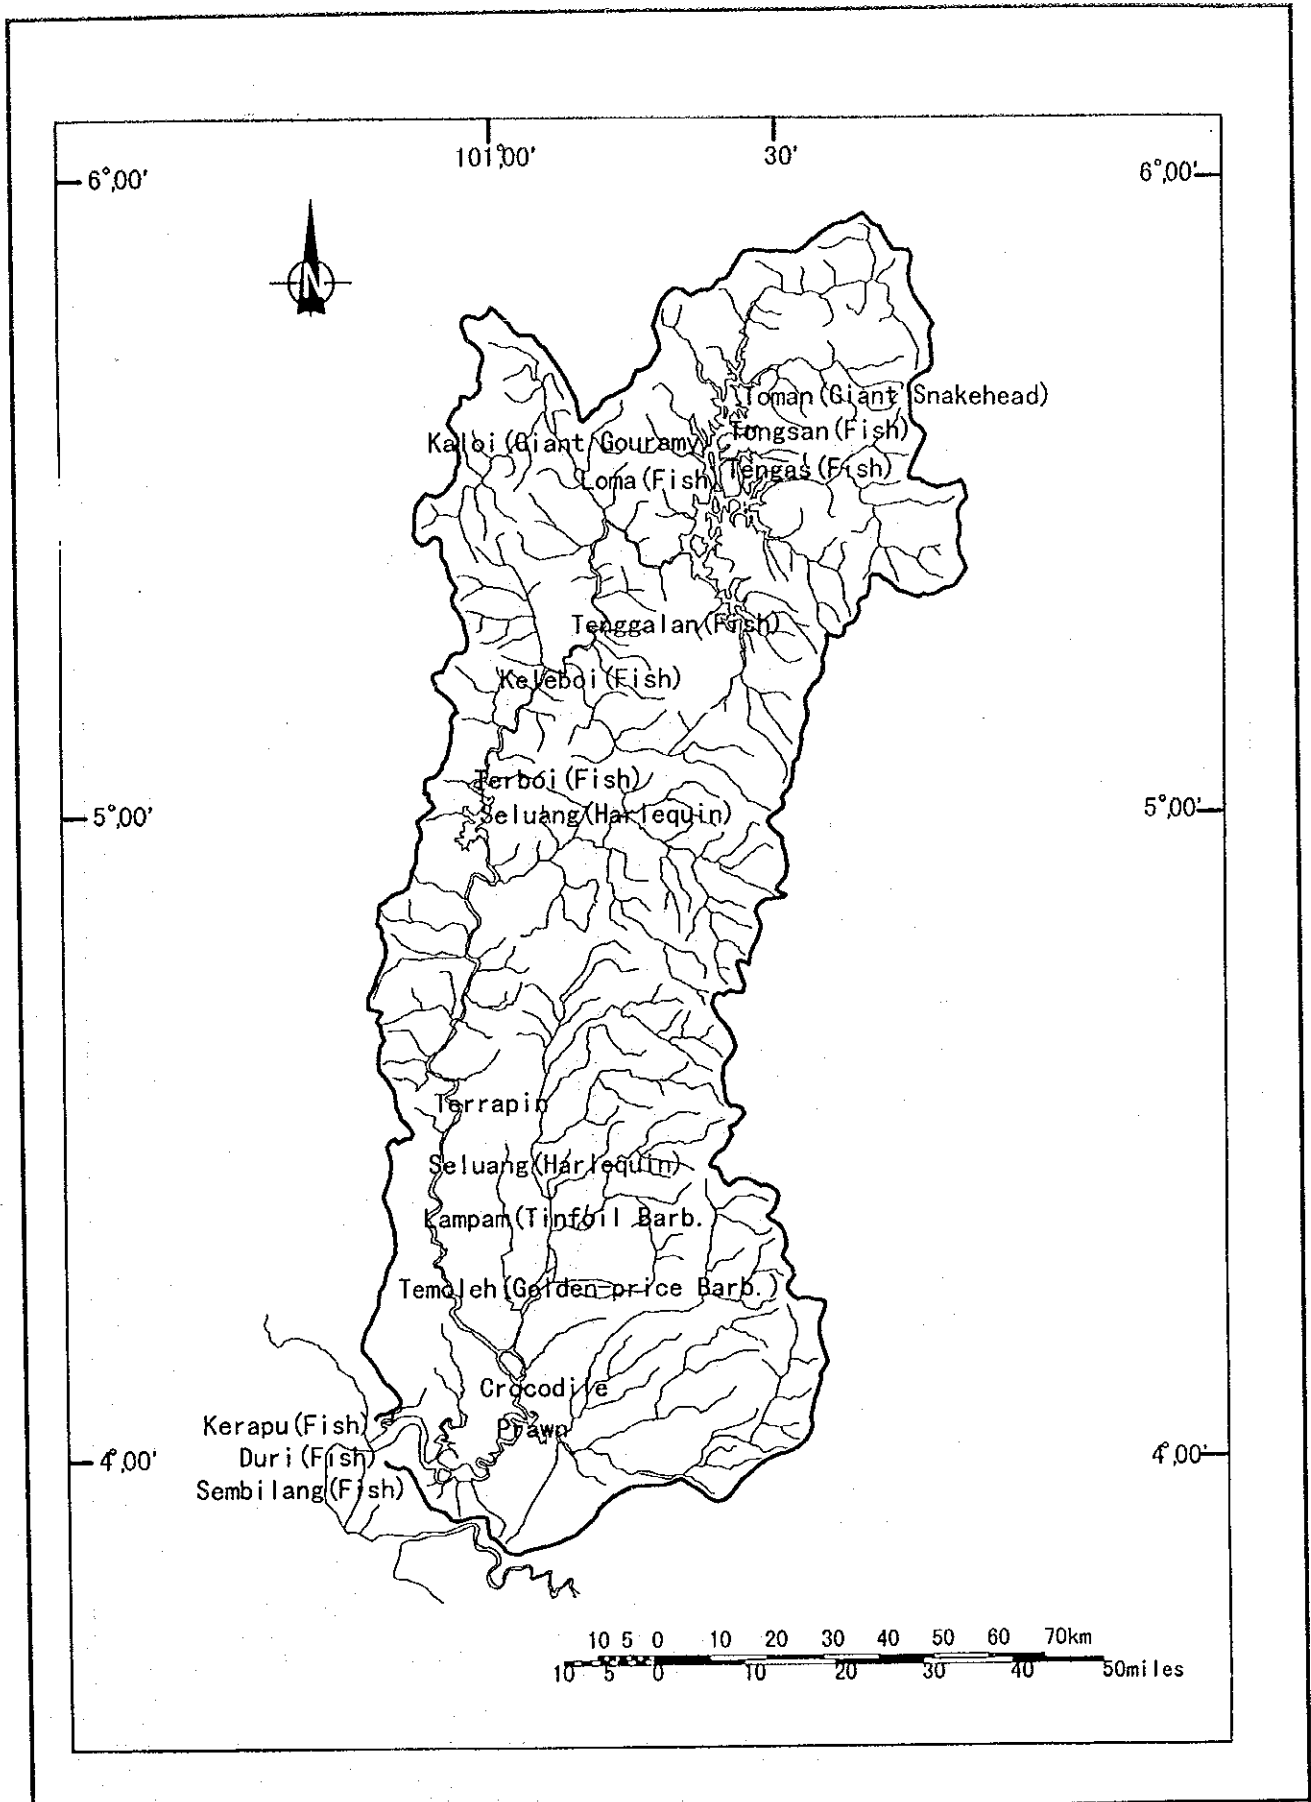 101°,00' 30'
6°,00' 6°,00'
N
Toman(Giant Snakehead)
Kaloi(Giant Gouramy) Tongsan(Fish)
Loma(Fish) Tengas(Fish)
Tenggalan(Fish)
Keleboi(Fish)
Terboi(Fish)
5°,00' Seluang(Harlequin) 5°,00'
Terrapin
Seluang(Harlequin)
Lampam(Tinfoil Barb.
Temoleh(Golden-price Barb.)
Crocodile
Kerapu(Fish) Prawn
Duri(Fish)
4°,00' 4°,00'
Sembilang(Fish)
10 5 0 10 20 30 40 50 60 70km
10 5 0 10 20 30 40 50miles